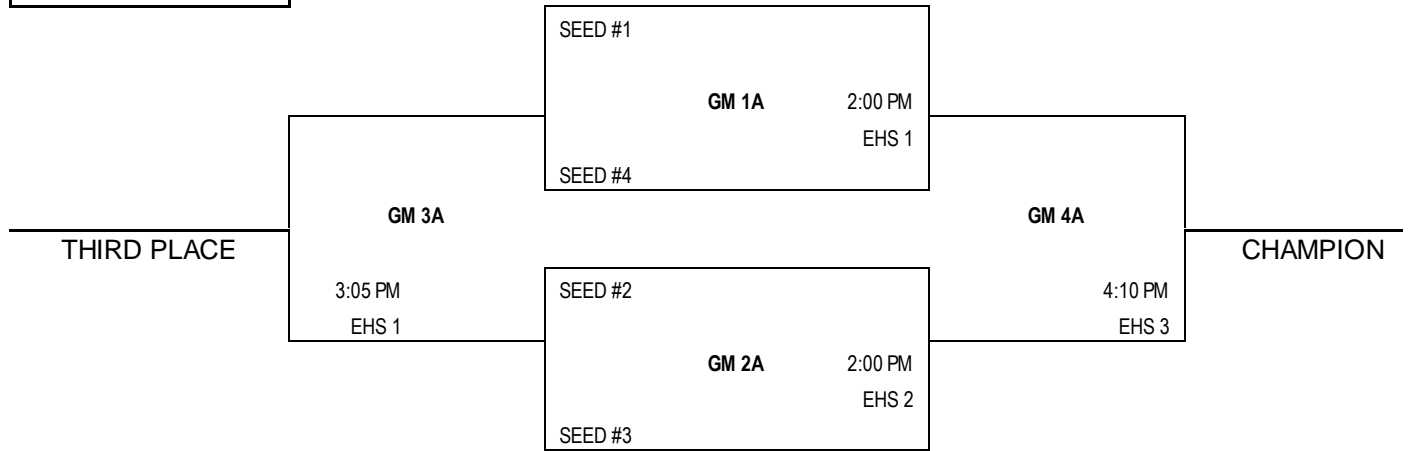 SEED #1
GM 1A 2:00 PM
EHS 1
SEED #4
GM 3A GM 4A
THIRD PLACE CHAMPION
3:05 PM SEED #2 4:10 PM
EHS 1 EHS 3
GM 2A 2:00 PM
EHS 2
SEED #3